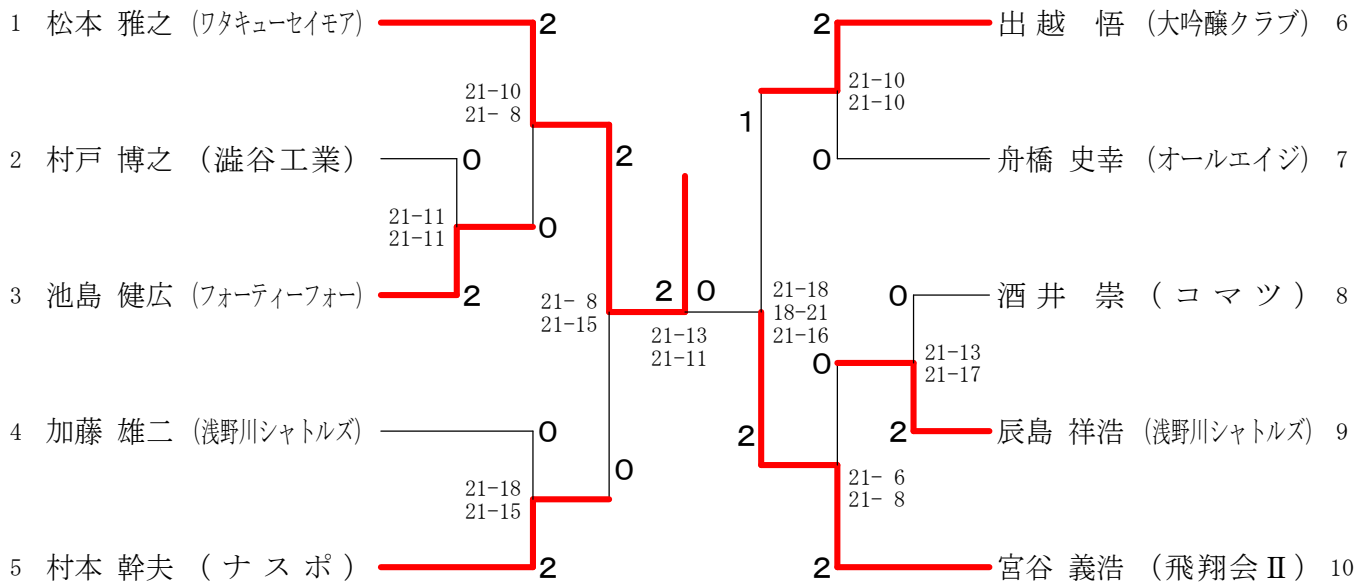 1 松本 雅之 (ワタキューセイモア) 2 2 出越 悟 (大吟醸クラブ) 6
21-10 21-10
21- 8 21-10
1
2 村戸 博之 (澁谷工業) 0 2 0 舟橋 史幸 (オールエイジ) 7
21-11
21-11 0
3 池島 健広 (フォーティーフォー) 2 21- 8 2 0 21-18 0 酒井 崇 (コマツ) 8
21-15 18-21
21-13 21-16
21-11 0 21-13
21-17
4 加藤 雄二 (浅野川シャトルズ) 0 2 2 辰島 祥浩 (浅野川シャトルズ) 9
0
21-18 21- 6
21-15 21- 8
5 村本 幹夫 (ナスポ) 2 2 宮谷 義浩 (飛翔会Ⅱ) 10